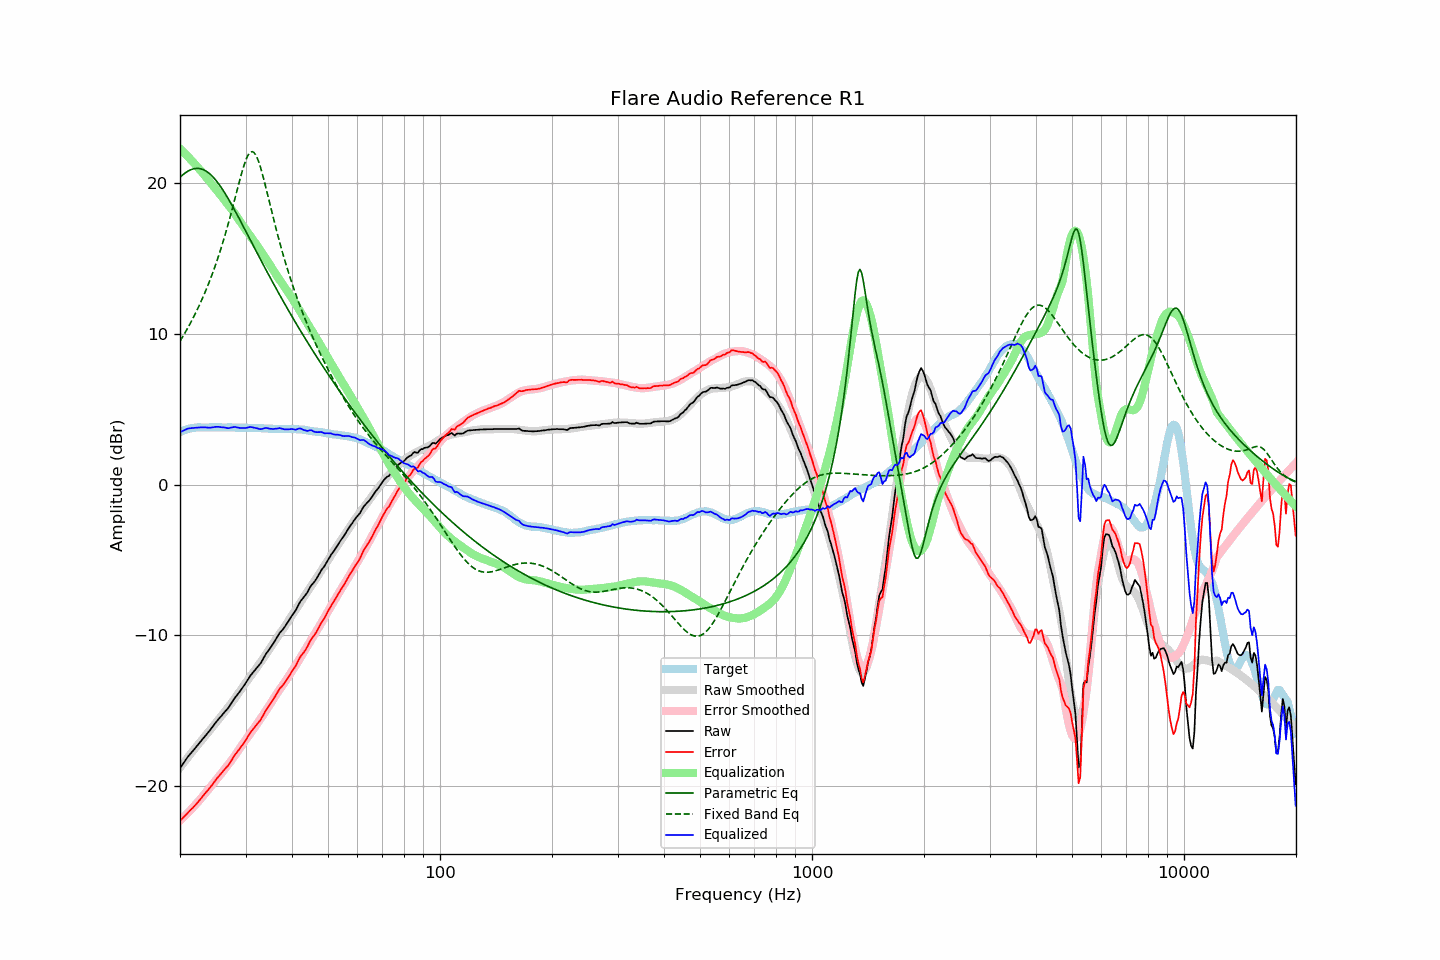 Flare Audio Reference R1
Amplitude (dBr)
20
10
0
−10
−20
Target
Raw Smoothed
Error Smoothed
Raw
Error
Equalization
Parametric Eq
Fixed Band Eq
Equalized
100
1000
10000
Frequency (Hz)